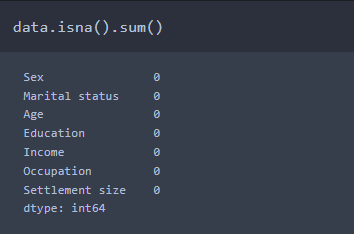 data.isna().sum()
Sex 0
Marital status 0
Age 0
Education 0
Income 0
Occupation 0
Settlement size 0
dtype: int64